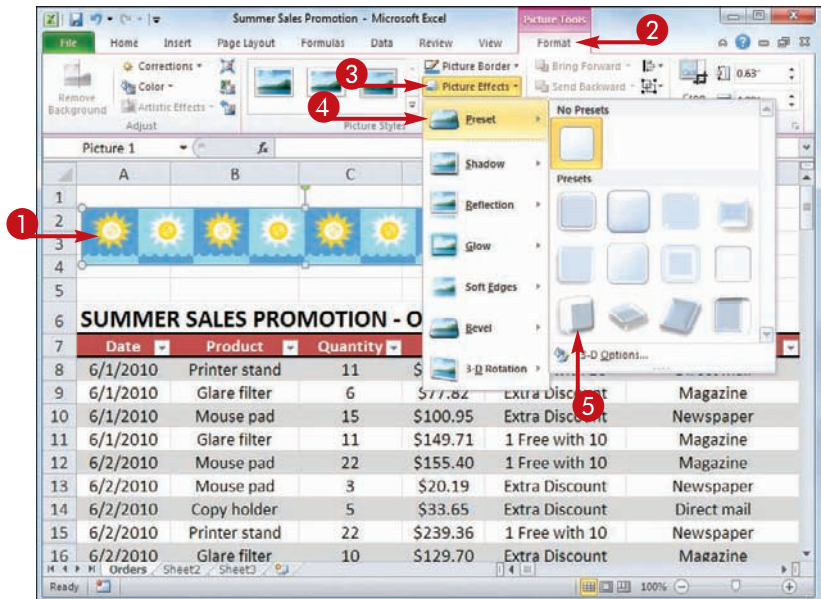 Summer Sales Promotion - Microsoft Excel
Picture Tools
2
File Home Insert Page Layout Formulas Data Review View Format
Remove Background
Corrections
Color
Artistic Effects
Adjust
Picture Styles
3
Picture Border
Picture Effects
Bring Forward
Send Backward
0.63"
4
Preset
Shadow
Reflection
Glow
Soft Edges
Bevel
3-D Rotation
No Presets
Presets
3-D Options...
5
Picture 1 fx
A B C
1
1
2
3
4
5
6 SUMMER SALES PROMOTION - O
7 Date Product Quantity
8 6/1/2010 Printer stand 11 $
9 6/1/2010 Glare filter 6 $77.82 Extra Discount Magazine
10 6/1/2010 Mouse pad 15 $100.95 Extra Discount Newspaper
11 6/1/2010 Glare filter 11 $149.71 1 Free with 10 Magazine
12 6/2/2010 Mouse pad 22 $155.40 1 Free with 10 Magazine
13 6/2/2010 Mouse pad 3 $20.19 Extra Discount Newspaper
14 6/2/2010 Copy holder 5 $33.65 Extra Discount Direct mail
15 6/2/2010 Printer stand 22 $239.36 1 Free with 10 Newspaper
16 6/2/2010 Glare filter 10 $129.70 Extra Discount Magazine
Orders Sheet2 Sheet3
Ready 100%